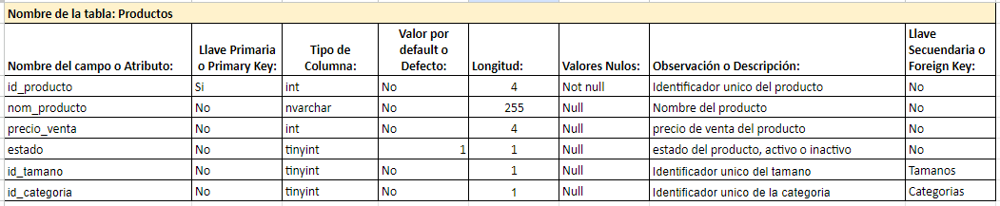 Nombre de la tabla: Productos
Nombre del campo o Atributo: Llave Primaria o Primary Key: Tipo de Columna: Valor por default o Defecto: Longitud: Valores Nulos: Observación o Descripción: Llave Secuendaria o Foreign Key:
id_producto Si int No 4 Not null Identificador unico del producto No
nom_producto No nvarchar No 255 Null Nombre del producto No
precio_venta No int No 4 Null precio de venta del producto No
estado No tinyint 1 1 Null estado del producto, activo o inactivo No
id_tamano No tinyint No 1 Null Identificador unico del tamano Tamanos
id_categoria No tinyint No 1 Null Identificador unico de la categoria Categorias